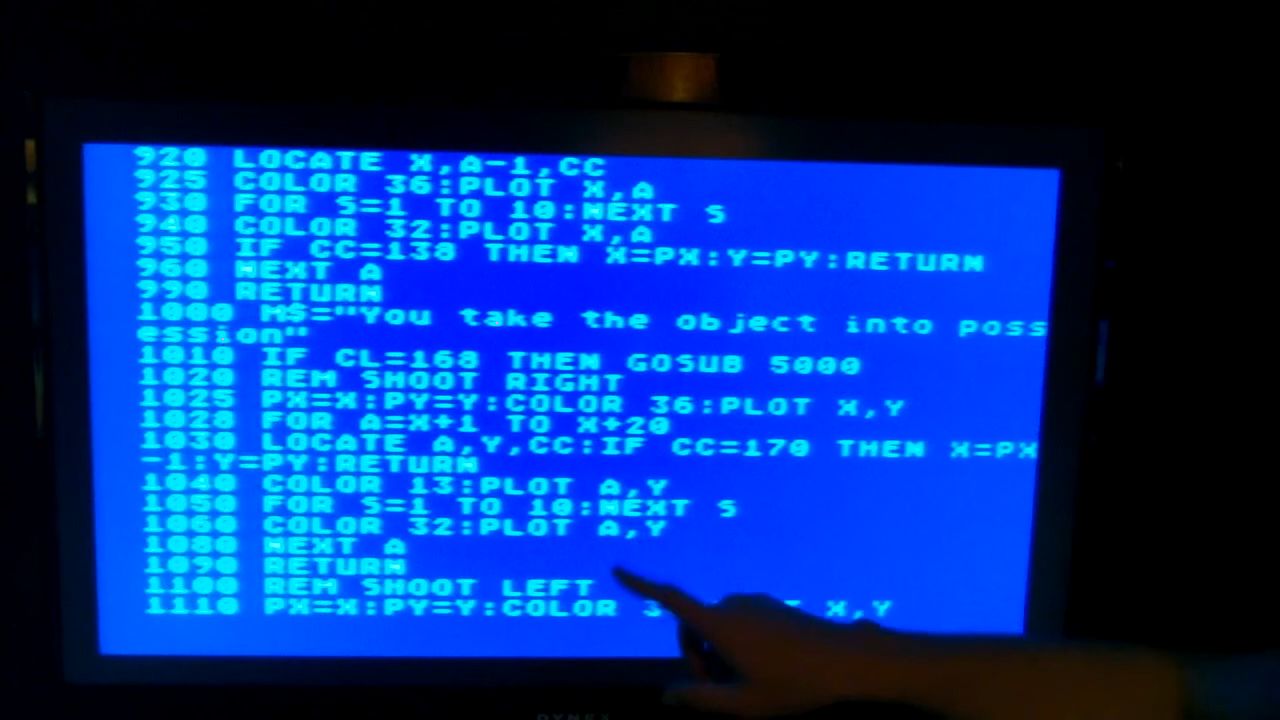 920 LOCATE X,A-1,CC
925 COLOR 36:PLOT X,A
930 FOR S=1 TO 10:NEXT S
940 COLOR 32:PLOT X,A
950 IF CC=138 THEN X=PX:Y=PY:RETURN
960 NEXT A
990 RETURN
1000 M$="You take the object into poss
ession"
1010 IF CL=168 THEN GOSUB 5000
1020 REM SHOOT RIGHT
1025 PX=X:PY=Y:COLOR 36:PLOT X,Y
1028 FOR A=X+1 TO X+20
1030 LOCATE A,Y,CC:IF CC=170 THEN X=PX
-1:Y=PY:RETURN
1040 COLOR 13:PLOT A,Y
1050 FOR S=1 TO 10:NEXT S
1060 COLOR 32:PLOT A,Y
1080 NEXT A
1090 RETURN
1100 REM SHOOT LEFT
1110 PX=X:PY=Y:COLOR 3 T X,Y
DYNEX